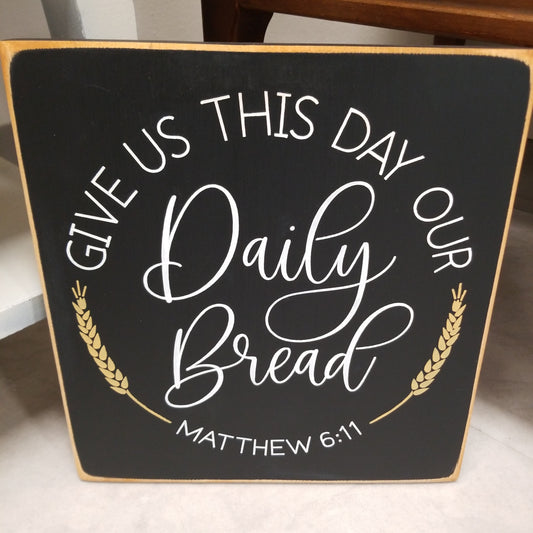 GIVE US THIS DAY OUR
Daily
Bread
MATTHEW 6:11